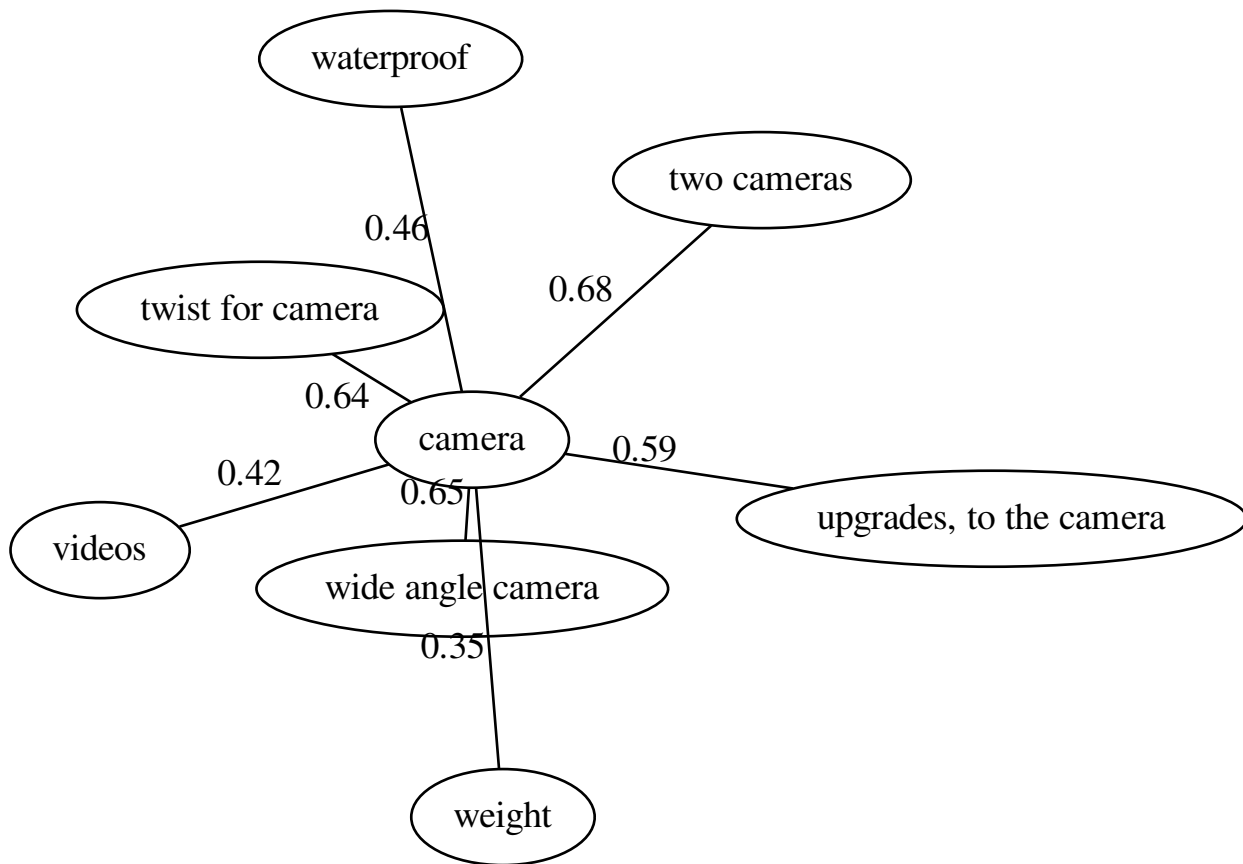 waterproof
two cameras
0.46
0.68
twist for camera
0.64
camera
0.59
0.42
0.65
upgrades, to the camera
videos
wide angle camera
0.35
weight